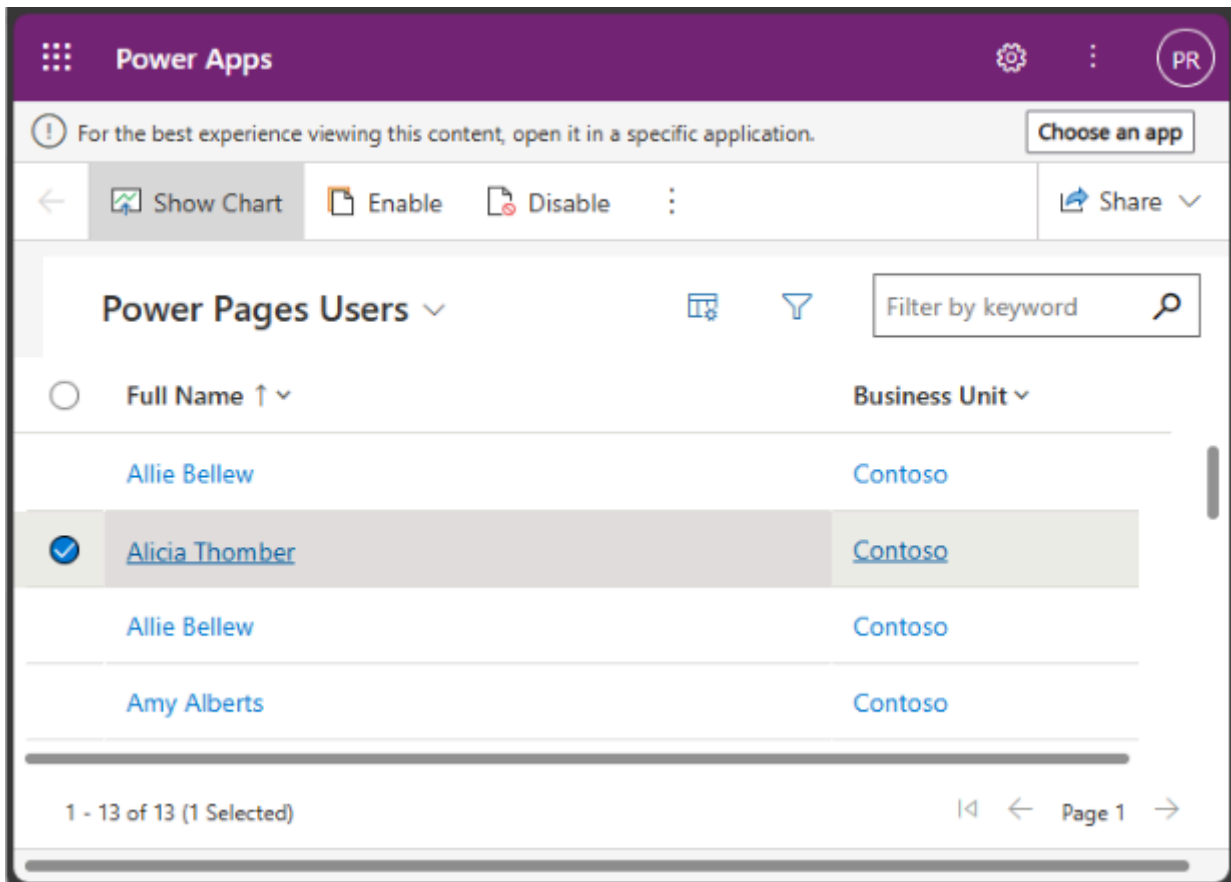 Power Apps PR
For the best experience viewing this content, open it in a specific application. Choose an app
Show Chart Enable Disable Share
Power Pages Users Filter by keyword
Full Name ↑ Business Unit
Allie Bellew Contoso
Alicia Thomber Contoso
Allie Bellew Contoso
Amy Alberts Contoso
1 - 13 of 13 (1 Selected) Page 1